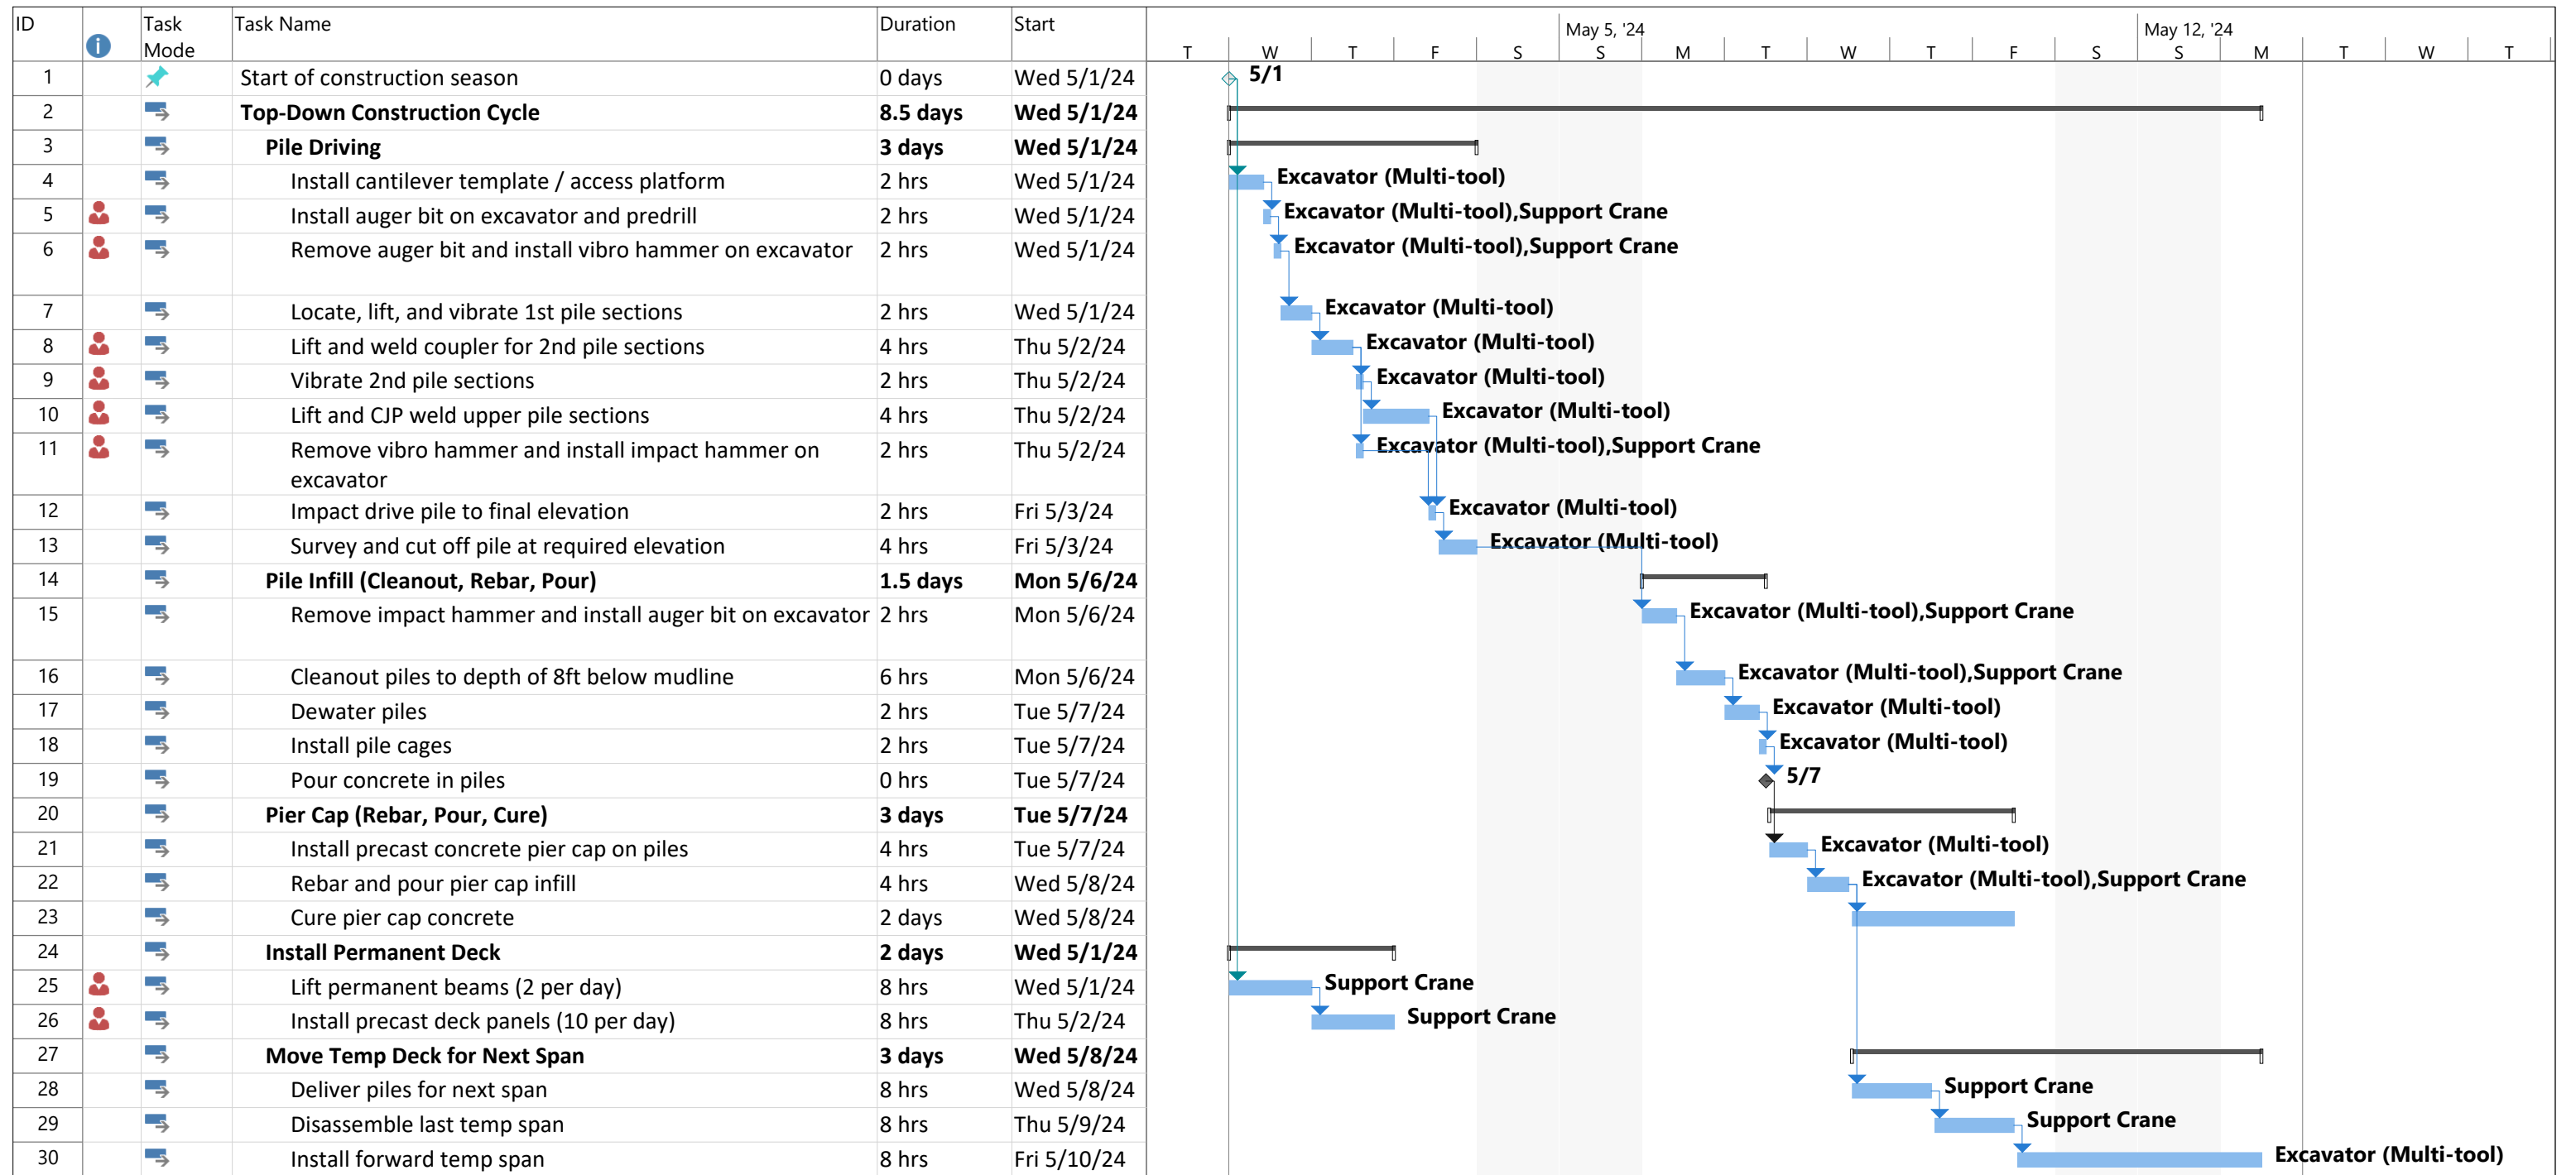 ID Task Mode Task Name Duration Start
May 5, '24 May 12, '24
T W T F S S M T W T F S S M T W T
1 Start of construction season 0 days Wed 5/1/24 5/1
2 Top-Down Construction Cycle 8.5 days Wed 5/1/24
3 Pile Driving 3 days Wed 5/1/24
4 Install cantilever template / access platform 2 hrs Wed 5/1/24 Excavator (Multi-tool)
5 Install auger bit on excavator and predrill 2 hrs Wed 5/1/24 Excavator (Multi-tool),Support Crane
6 Remove auger bit and install vibro hammer on excavator 2 hrs Wed 5/1/24 Excavator (Multi-tool),Support Crane
7 Locate, lift, and vibrate 1st pile sections 2 hrs Wed 5/1/24 Excavator (Multi-tool)
8 Lift and weld coupler for 2nd pile sections 4 hrs Thu 5/2/24 Excavator (Multi-tool)
9 Vibrate 2nd pile sections 2 hrs Thu 5/2/24 Excavator (Multi-tool)
10 Lift and CJP weld upper pile sections 4 hrs Thu 5/2/24 Excavator (Multi-tool)
11 Remove vibro hammer and install impact hammer on 2 hrs Thu 5/2/24 Excavator (Multi-tool),Support Crane
excavator
12 Impact drive pile to final elevation 2 hrs Fri 5/3/24 Excavator (Multi-tool)
13 Survey and cut off pile at required elevation 4 hrs Fri 5/3/24 Excavator (Multi-tool)
14 Pile Infill (Cleanout, Rebar, Pour) 1.5 days Mon 5/6/24
15 Remove impact hammer and install auger bit on excavator 2 hrs Mon 5/6/24 Excavator (Multi-tool),Support Crane
16 Cleanout piles to depth of 8ft below mudline 6 hrs Mon 5/6/24 Excavator (Multi-tool),Support Crane
17 Dewater piles 2 hrs Tue 5/7/24 Excavator (Multi-tool)
18 Install pile cages 2 hrs Tue 5/7/24 Excavator (Multi-tool)
19 Pour concrete in piles 0 hrs Tue 5/7/24 5/7
20 Pier Cap (Rebar, Pour, Cure) 3 days Tue 5/7/24
21 Install precast concrete pier cap on piles 4 hrs Tue 5/7/24 Excavator (Multi-tool)
22 Rebar and pour pier cap infill 4 hrs Wed 5/8/24 Excavator (Multi-tool),Support Crane
23 Cure pier cap concrete 2 days Wed 5/8/24
24 Install Permanent Deck 2 days Wed 5/1/24
25 Lift permanent beams (2 per day) 8 hrs Wed 5/1/24 Support Crane
26 Install precast deck panels (10 per day) 8 hrs Thu 5/2/24 Support Crane
27 Move Temp Deck for Next Span 3 days Wed 5/8/24
28 Deliver piles for next span 8 hrs Wed 5/8/24 Support Crane
29 Disassemble last temp span 8 hrs Thu 5/9/24 Support Crane
30 Install forward temp span 8 hrs Fri 5/10/24 Excavator (Multi-tool)